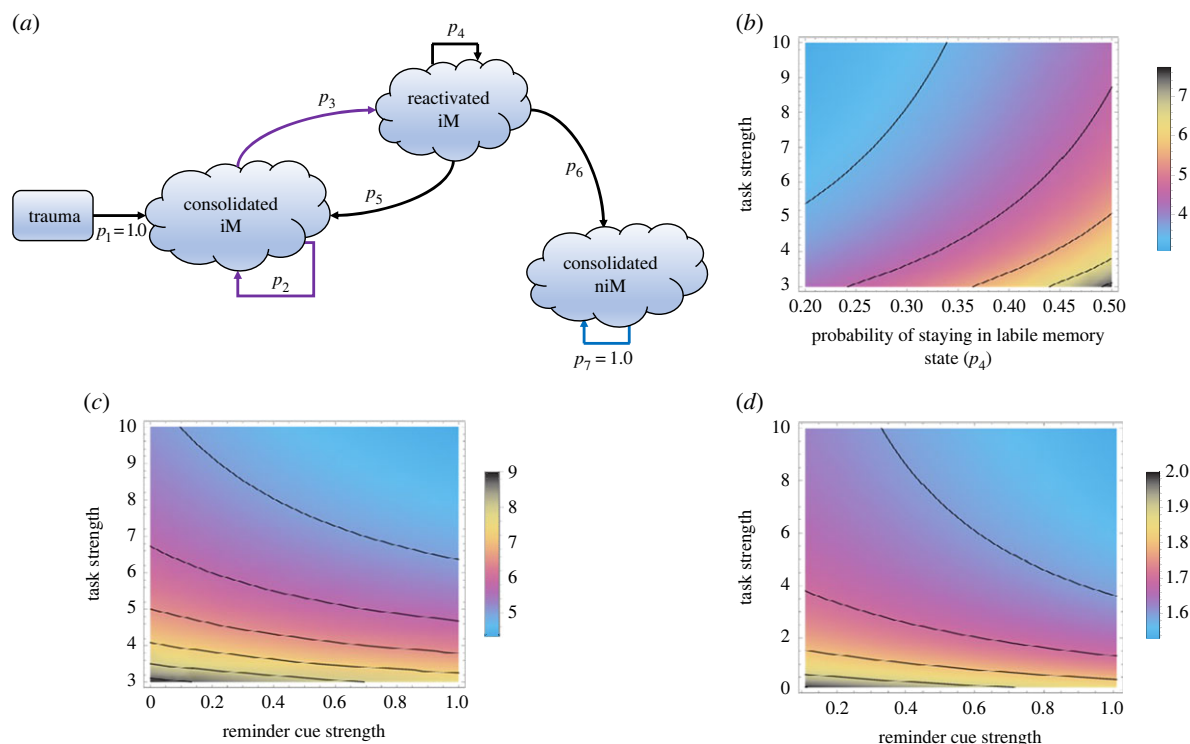 (a)
trauma
p1 = 1.0
consolidated
iM
p2
p3
reactivated
iM
p4
p5
p6
consolidated
niM
p7 = 1.0
(b)
task strength
10
9
8
7
6
5
4
3
0.20 0.25 0.30 0.35 0.40 0.45 0.50
probability of staying in labile memory
state (p4)
7
6
5
4
(c)
task strength
10
9
8
7
6
5
4
3
0 0.2 0.4 0.6 0.8 1.0
reminder cue strength
9
8
7
6
5
(d)
task strength
10
8
6
4
2
0
0.2 0.4 0.6 0.8 1.0
reminder cue strength
2.0
1.9
1.8
1.7
1.6